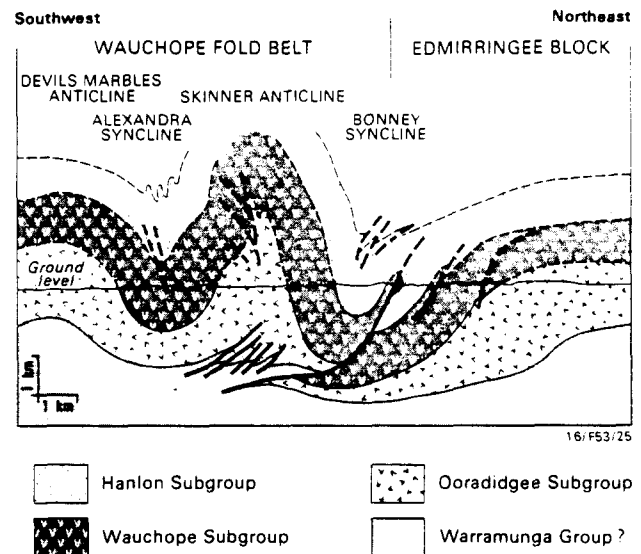 Southwest Northeast
WAUCHOPE FOLD BELT EDMIRRINGEE BLOCK
DEVILS MARBLES
ANTICLINE SKINNER ANTICLINE
ALEXANDRA BONNEY
SYNCLINE SYNCLINE
Ground
level
1 km
1 km
16/F53/25
Hanlon Subgroup Ooradidgee Subgroup
Wauchope Subgroup Warramunga Group ?